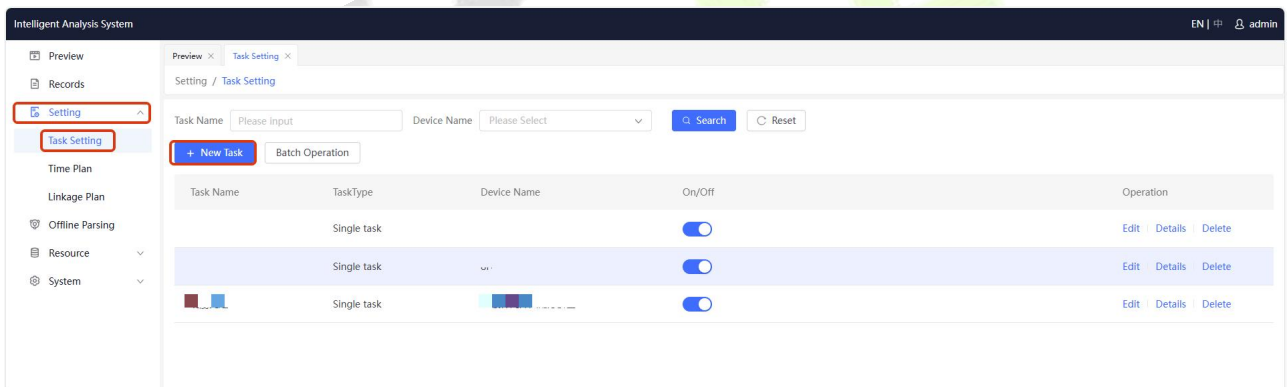 Intelligent Analysis System EN | 中 admin
Preview
Records
Setting
Task Setting
Time Plan
Linkage Plan
Offline Parsing
Resource
System
Preview × Task Setting ×
Setting / Task Setting
Task Name Please input Device Name Please Select Search Reset
+ New Task Batch Operation
Task Name TaskType Device Name On/Off Operation
Single task Edit Details Delete
Single task Edit Details Delete
Single task Edit Details Delete